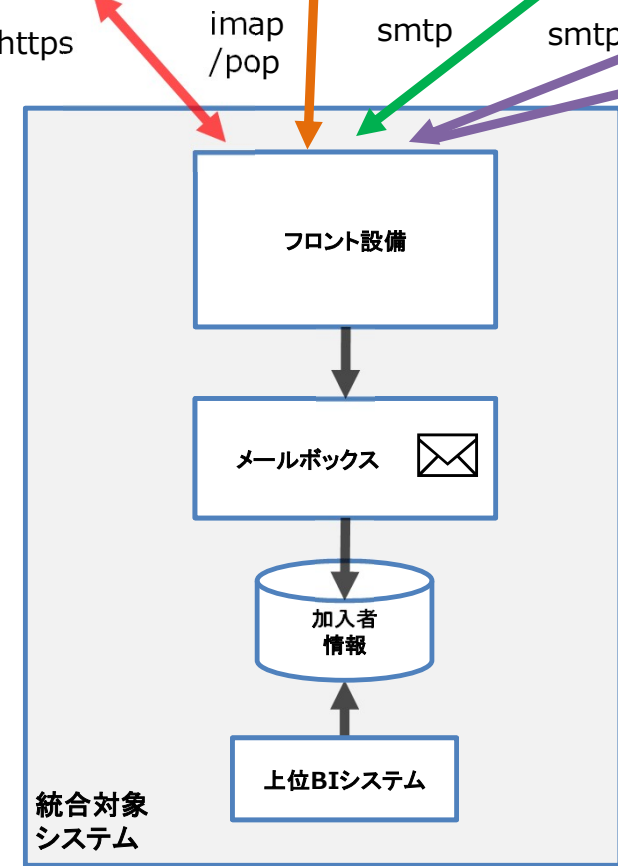 https
imap
/pop
smtp
smtp
フロント設備
メールボックス
加入者
情報
上位BIシステム
統合対象
システム